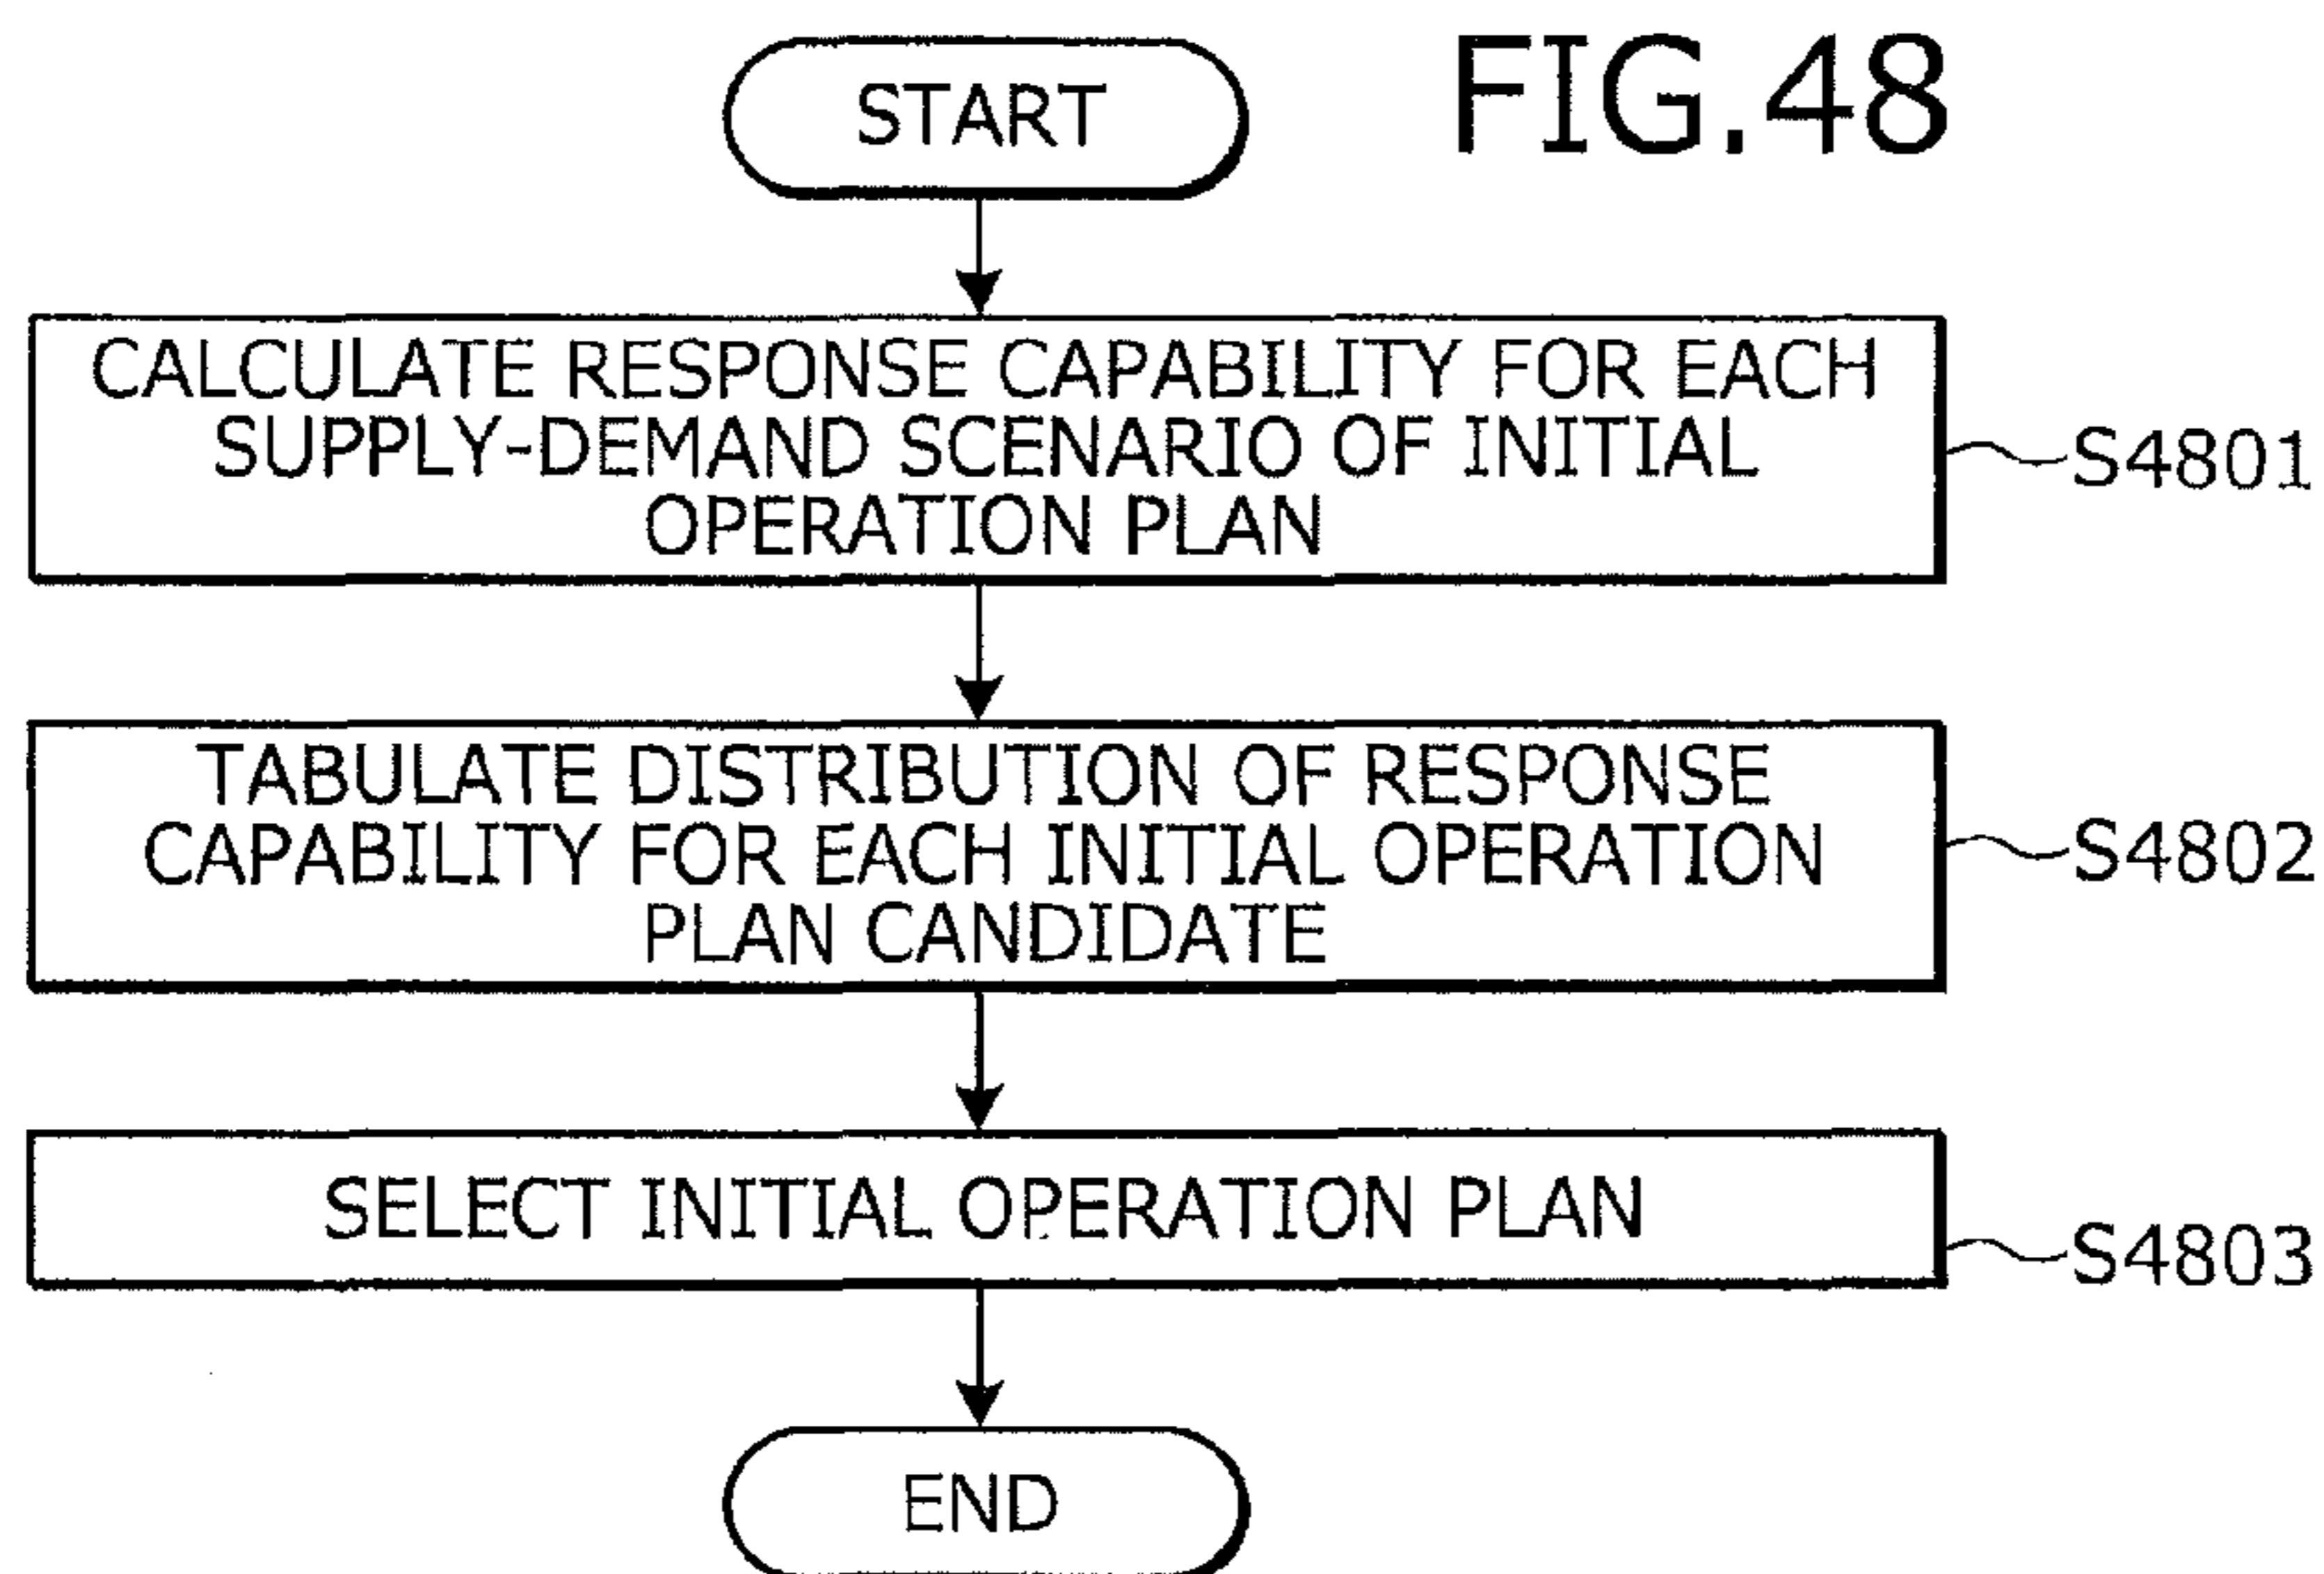 FIG.48
START
CALCULATE RESPONSE CAPABILITY FOR EACH
SUPPLY-DEMAND SCENARIO OF INITIAL
OPERATION PLAN
S4801
TABULATE DISTRIBUTION OF RESPONSE
CAPABILITY FOR EACH INITIAL OPERATION
PLAN CANDIDATE
S4802
SELECT INITIAL OPERATION PLAN
S4803
END